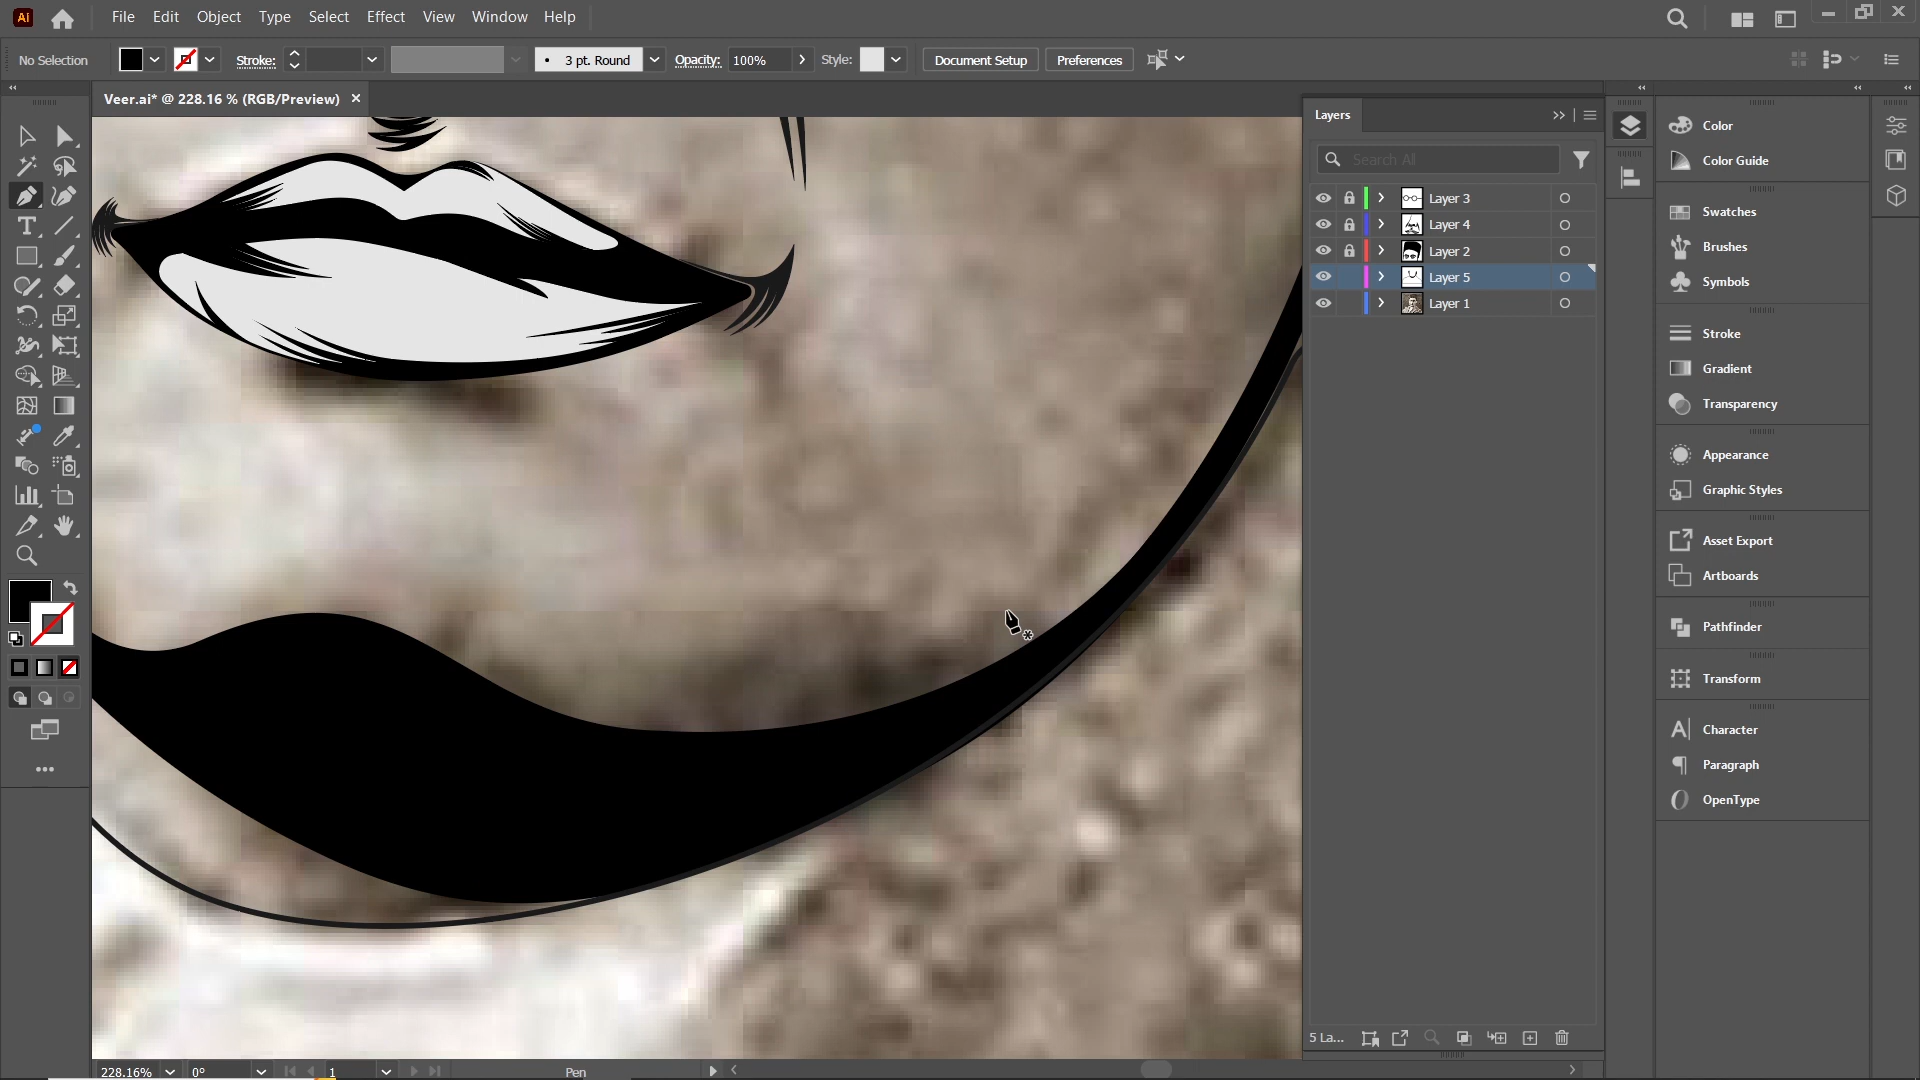 Ai File Edit Object Type Select Effect View Window Help
No Selection Stroke: 3 pt. Round Opacity: 100% Style: Document Setup Preferences
Veer.ai* @ 228.16 % (RGB/Preview)
Layers
Search All
Layer 3
Layer 4
Layer 2
Layer 5
Layer 1
5 La...
Color
Color Guide
Swatches
Brushes
Symbols
Stroke
Gradient
Transparency
Appearance
Graphic Styles
Asset Export
Artboards
Pathfinder
Transform
Character
Paragraph
OpenType
228.16% 0° 1 Pen